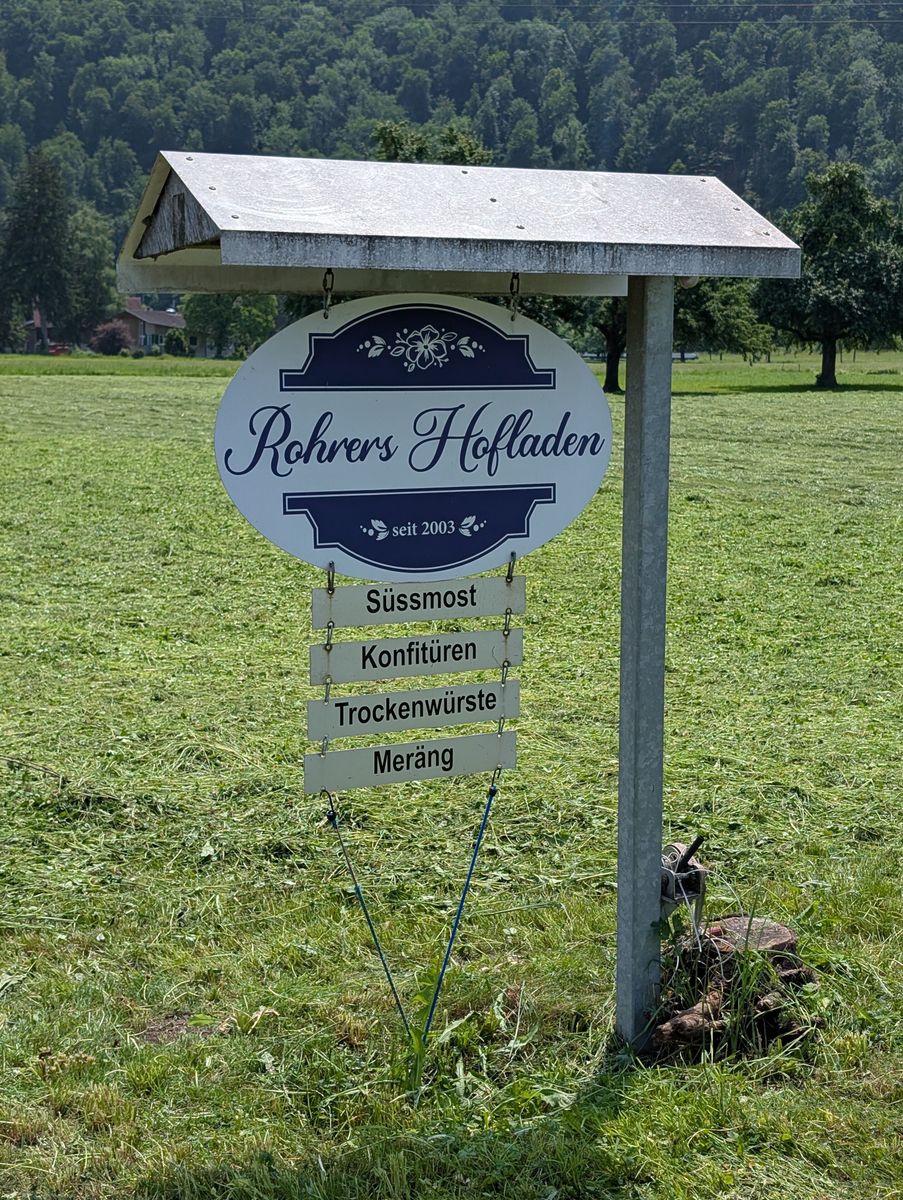 Rohrers Hofladen
seit 2003
Süssmost
Konfitüren
Trockenwürste
Meräng